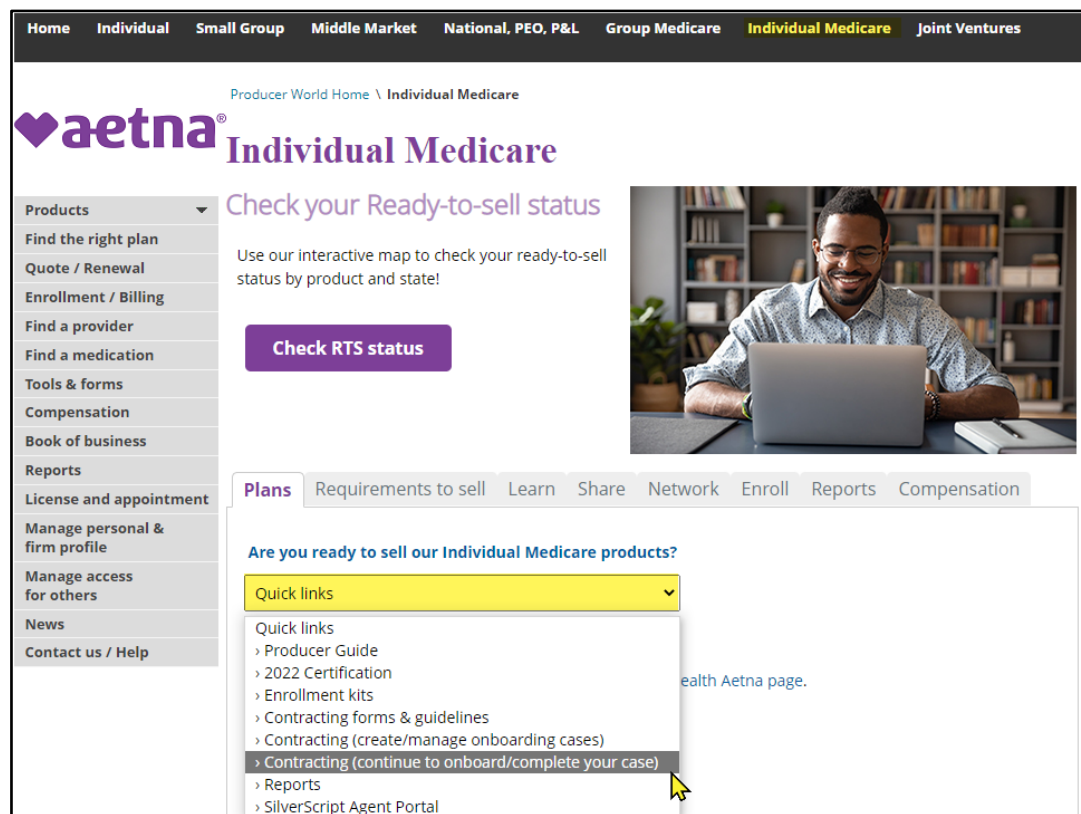 Home Individual Small Group Middle Market National, PEO, P&L Group Medicare Individual Medicare Joint Ventures
Producer World Home \ Individual Medicare
aetna®
Individual Medicare
Products
Find the right plan
Quote / Renewal
Enrollment / Billing
Find a provider
Find a medication
Tools & forms
Compensation
Book of business
Reports
License and appointment
Manage personal &
firm profile
Manage access
for others
News
Contact us / Help
Check your Ready-to-sell status
Use our interactive map to check your ready-to-sell
status by product and state!
Check RTS status
Plans Requirements to sell Learn Share Network Enroll Reports Compensation
Are you ready to sell our Individual Medicare products?
Quick links
Quick links
› Producer Guide
› 2022 Certification
› Enrollment kits
› Contracting forms & guidelines
› Contracting (create/manage onboarding cases)
› Contracting (continue to onboard/complete your case)
› Reports
› SilverScript Agent Portal
ealth Aetna page.